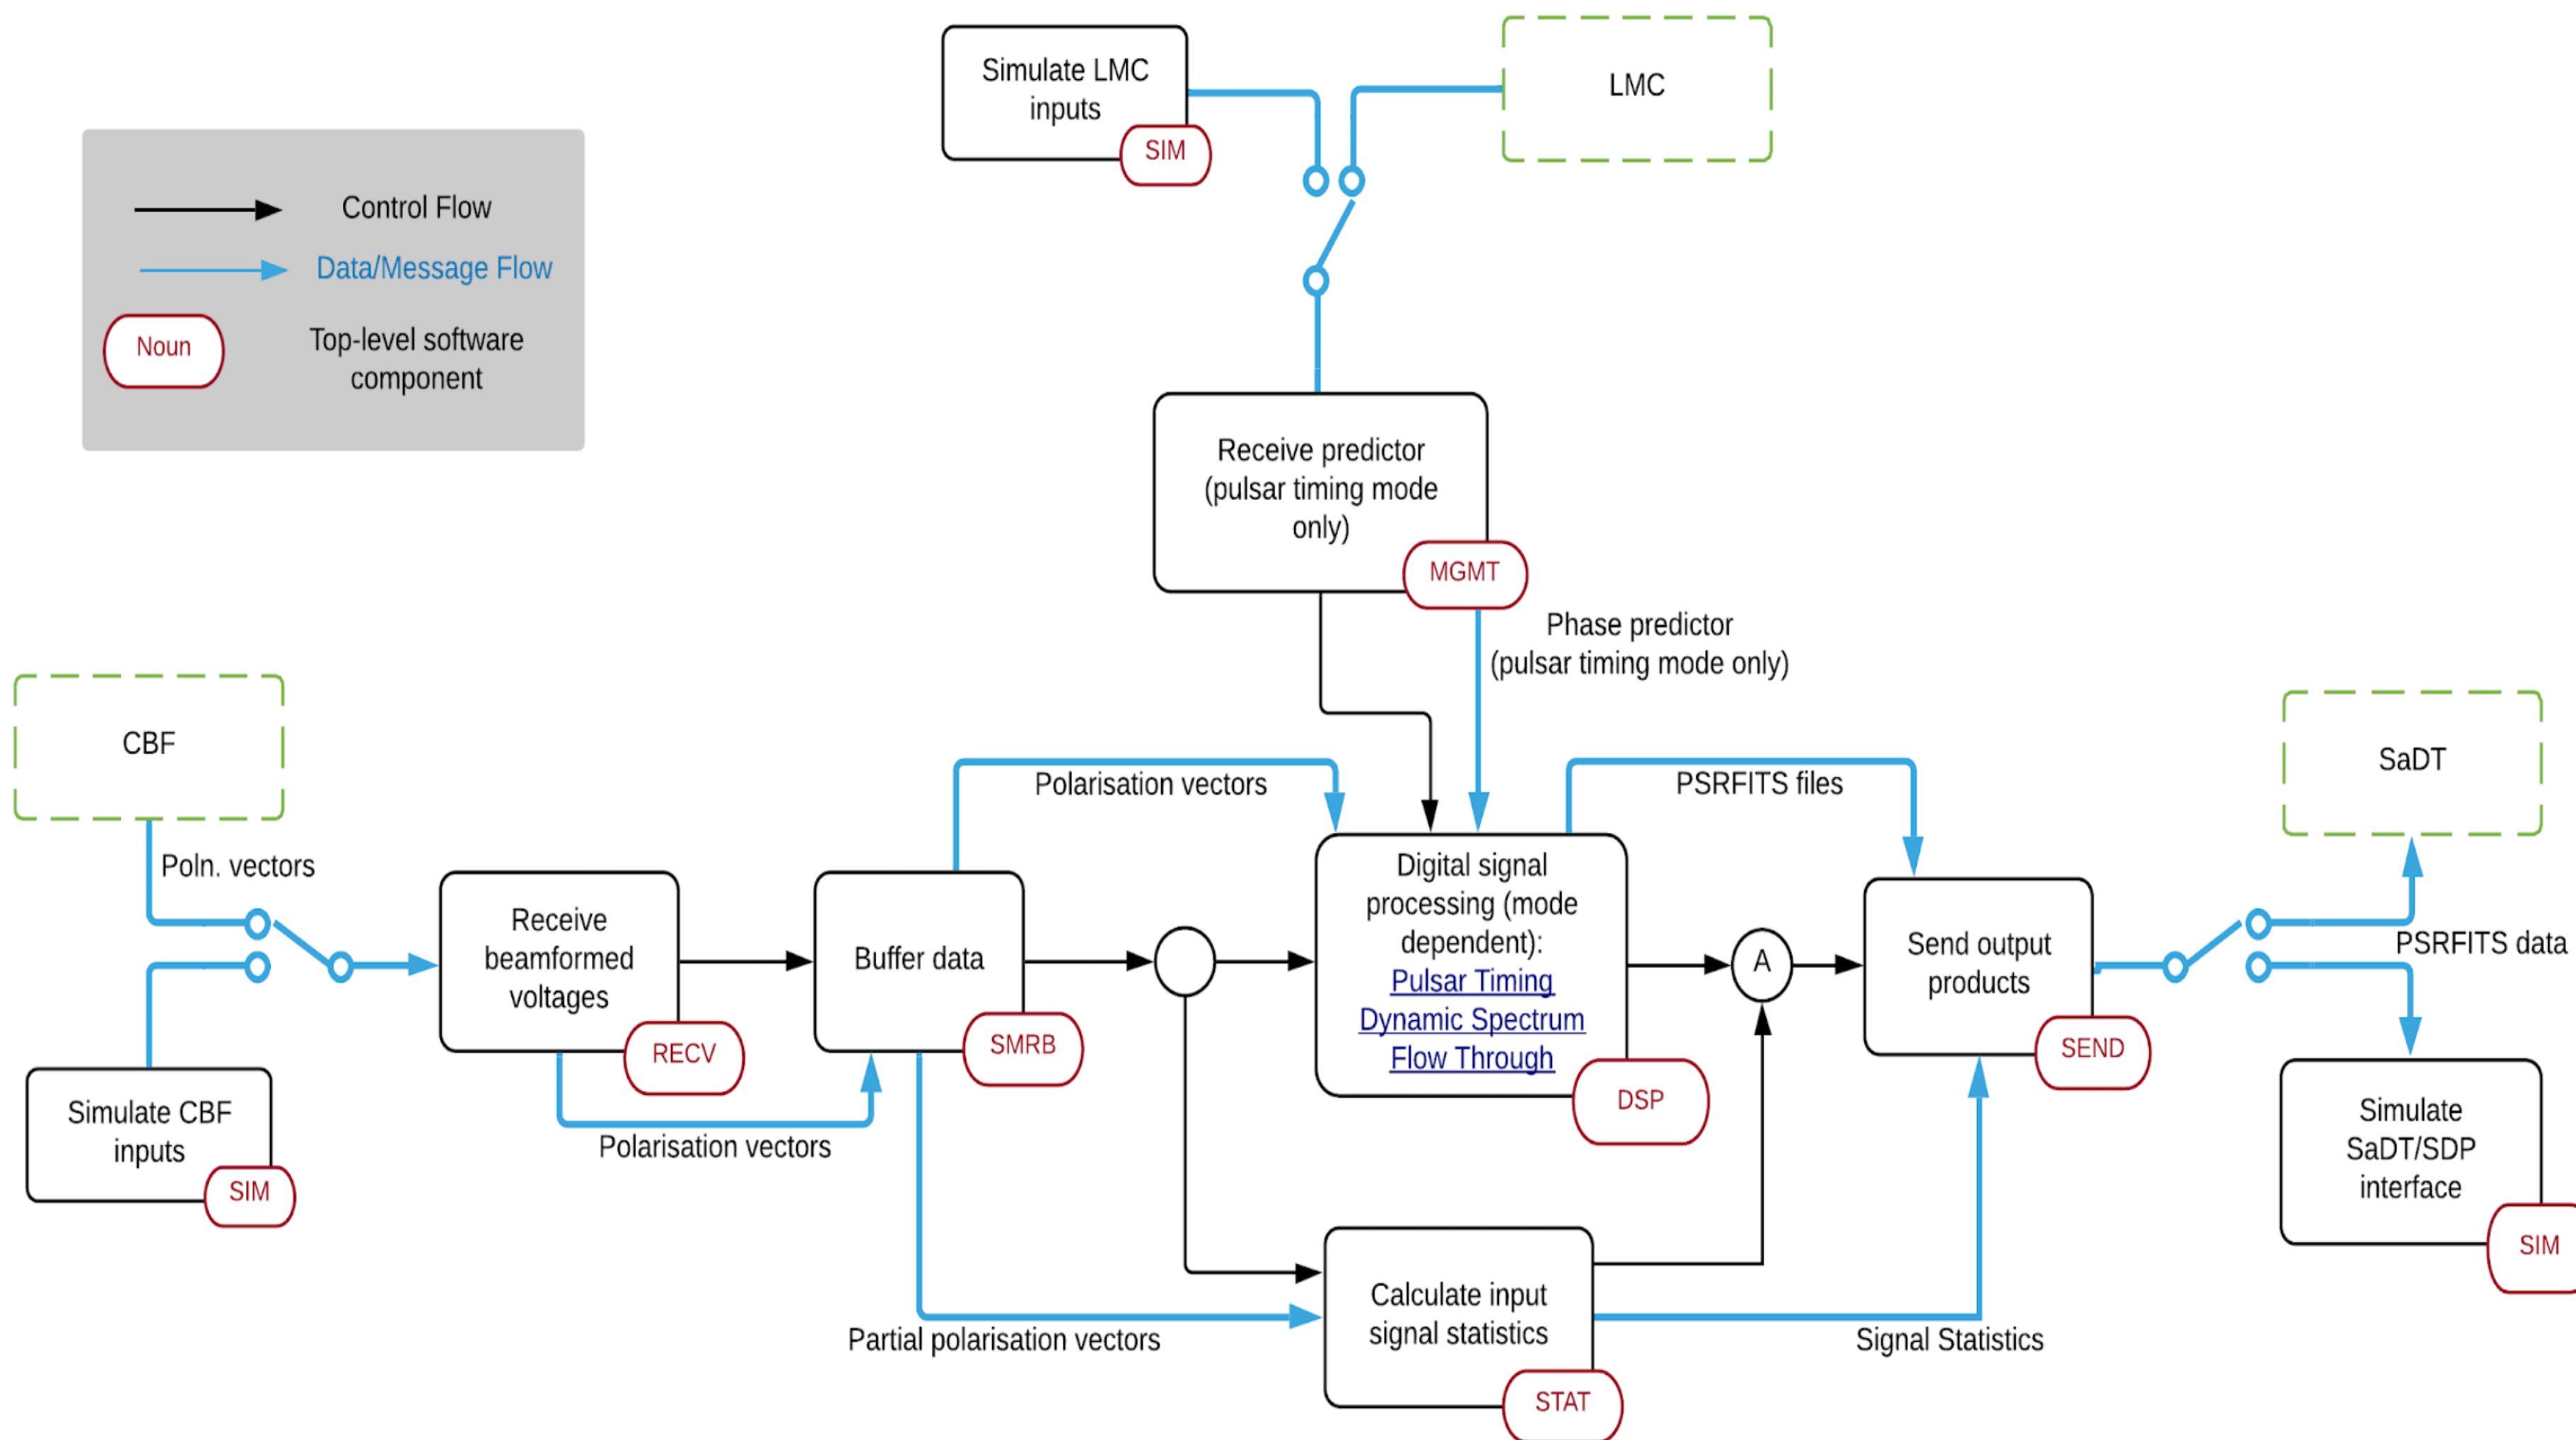 Simulate LMC
inputs
SIM
LMC
Control Flow
Data/Message Flow
Noun
Top-level software
component
Receive predictor
(pulsar timing mode
only)
MGMT
Phase predictor
(pulsar timing mode only)
CBF
Poln. vectors
Simulate CBF
inputs
SIM
Receive
beamformed
voltages
RECV
Polarisation vectors
Buffer data
SMRB
Polarisation vectors
Partial polarisation vectors
Digital signal
processing (mode
dependent):
Pulsar Timing
Dynamic Spectrum
Flow Through
DSP
PSRFITS files
A
Calculate input
signal statistics
STAT
Signal Statistics
Send output
products
SEND
SaDT
PSRFITS data
Simulate
SaDT/SDP
interface
SIM